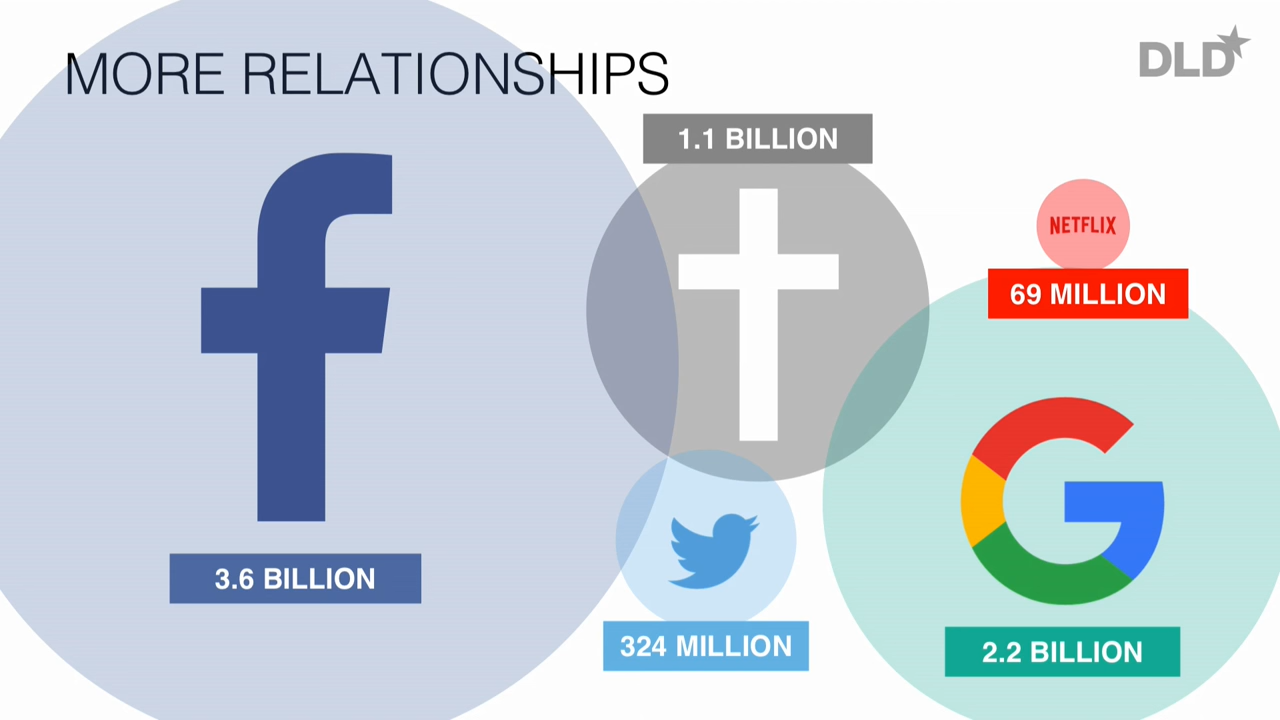 MORE RELATIONSHIPS
DLD
1.1 BILLION
NETFLIX
69 MILLION
3.6 BILLION
324 MILLION
2.2 BILLION